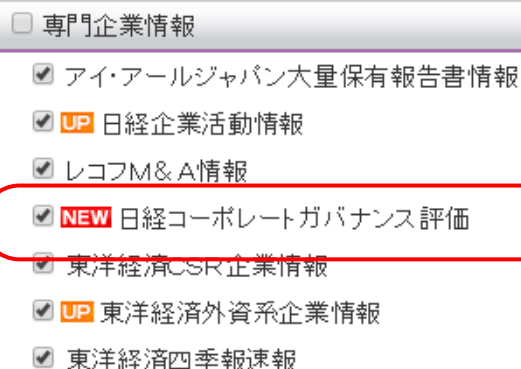 専門企業情報
アイ・アールジャパン大量保有報告書情報
UP 日経企業活動情報
レコフM&A情報
NEW 日経コーポレートガバナンス評価
東洋経済CSR企業情報
UP 東洋経済外資系企業情報
東洋経済四季報速報